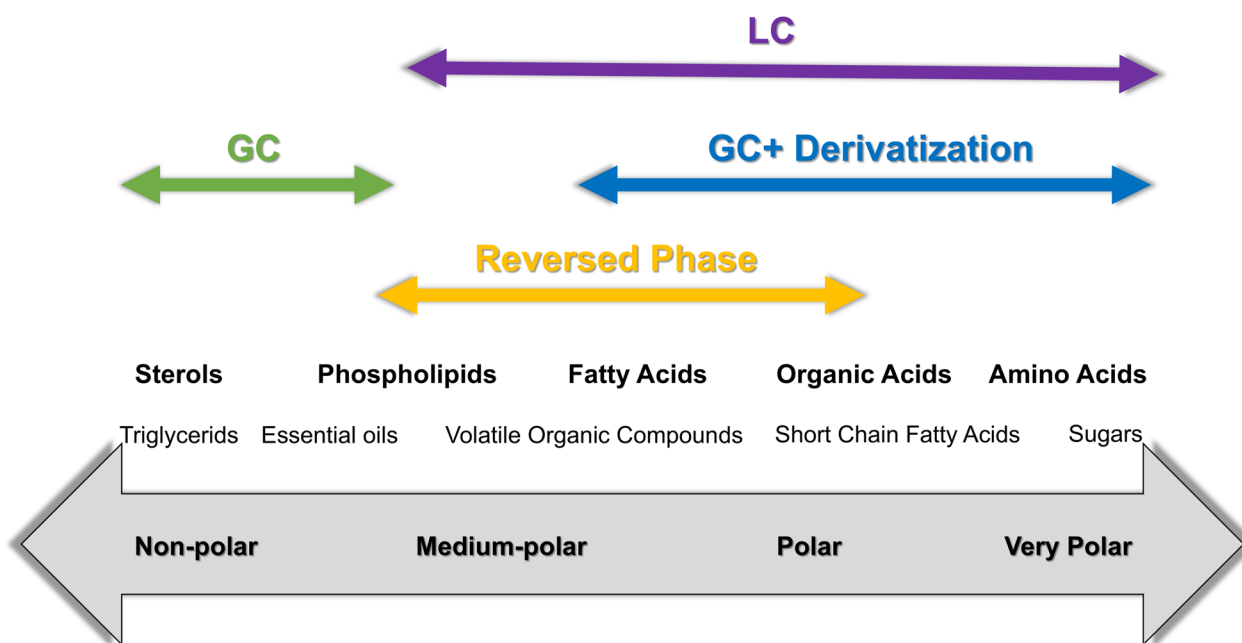 LC
GC
GC+ Derivatization
Reversed Phase
Sterols Phospholipids Fatty Acids Organic Acids Amino Acids
Triglycerids Essential oils Volatile Organic Compounds Short Chain Fatty Acids Sugars
Non-polar Medium-polar Polar Very Polar